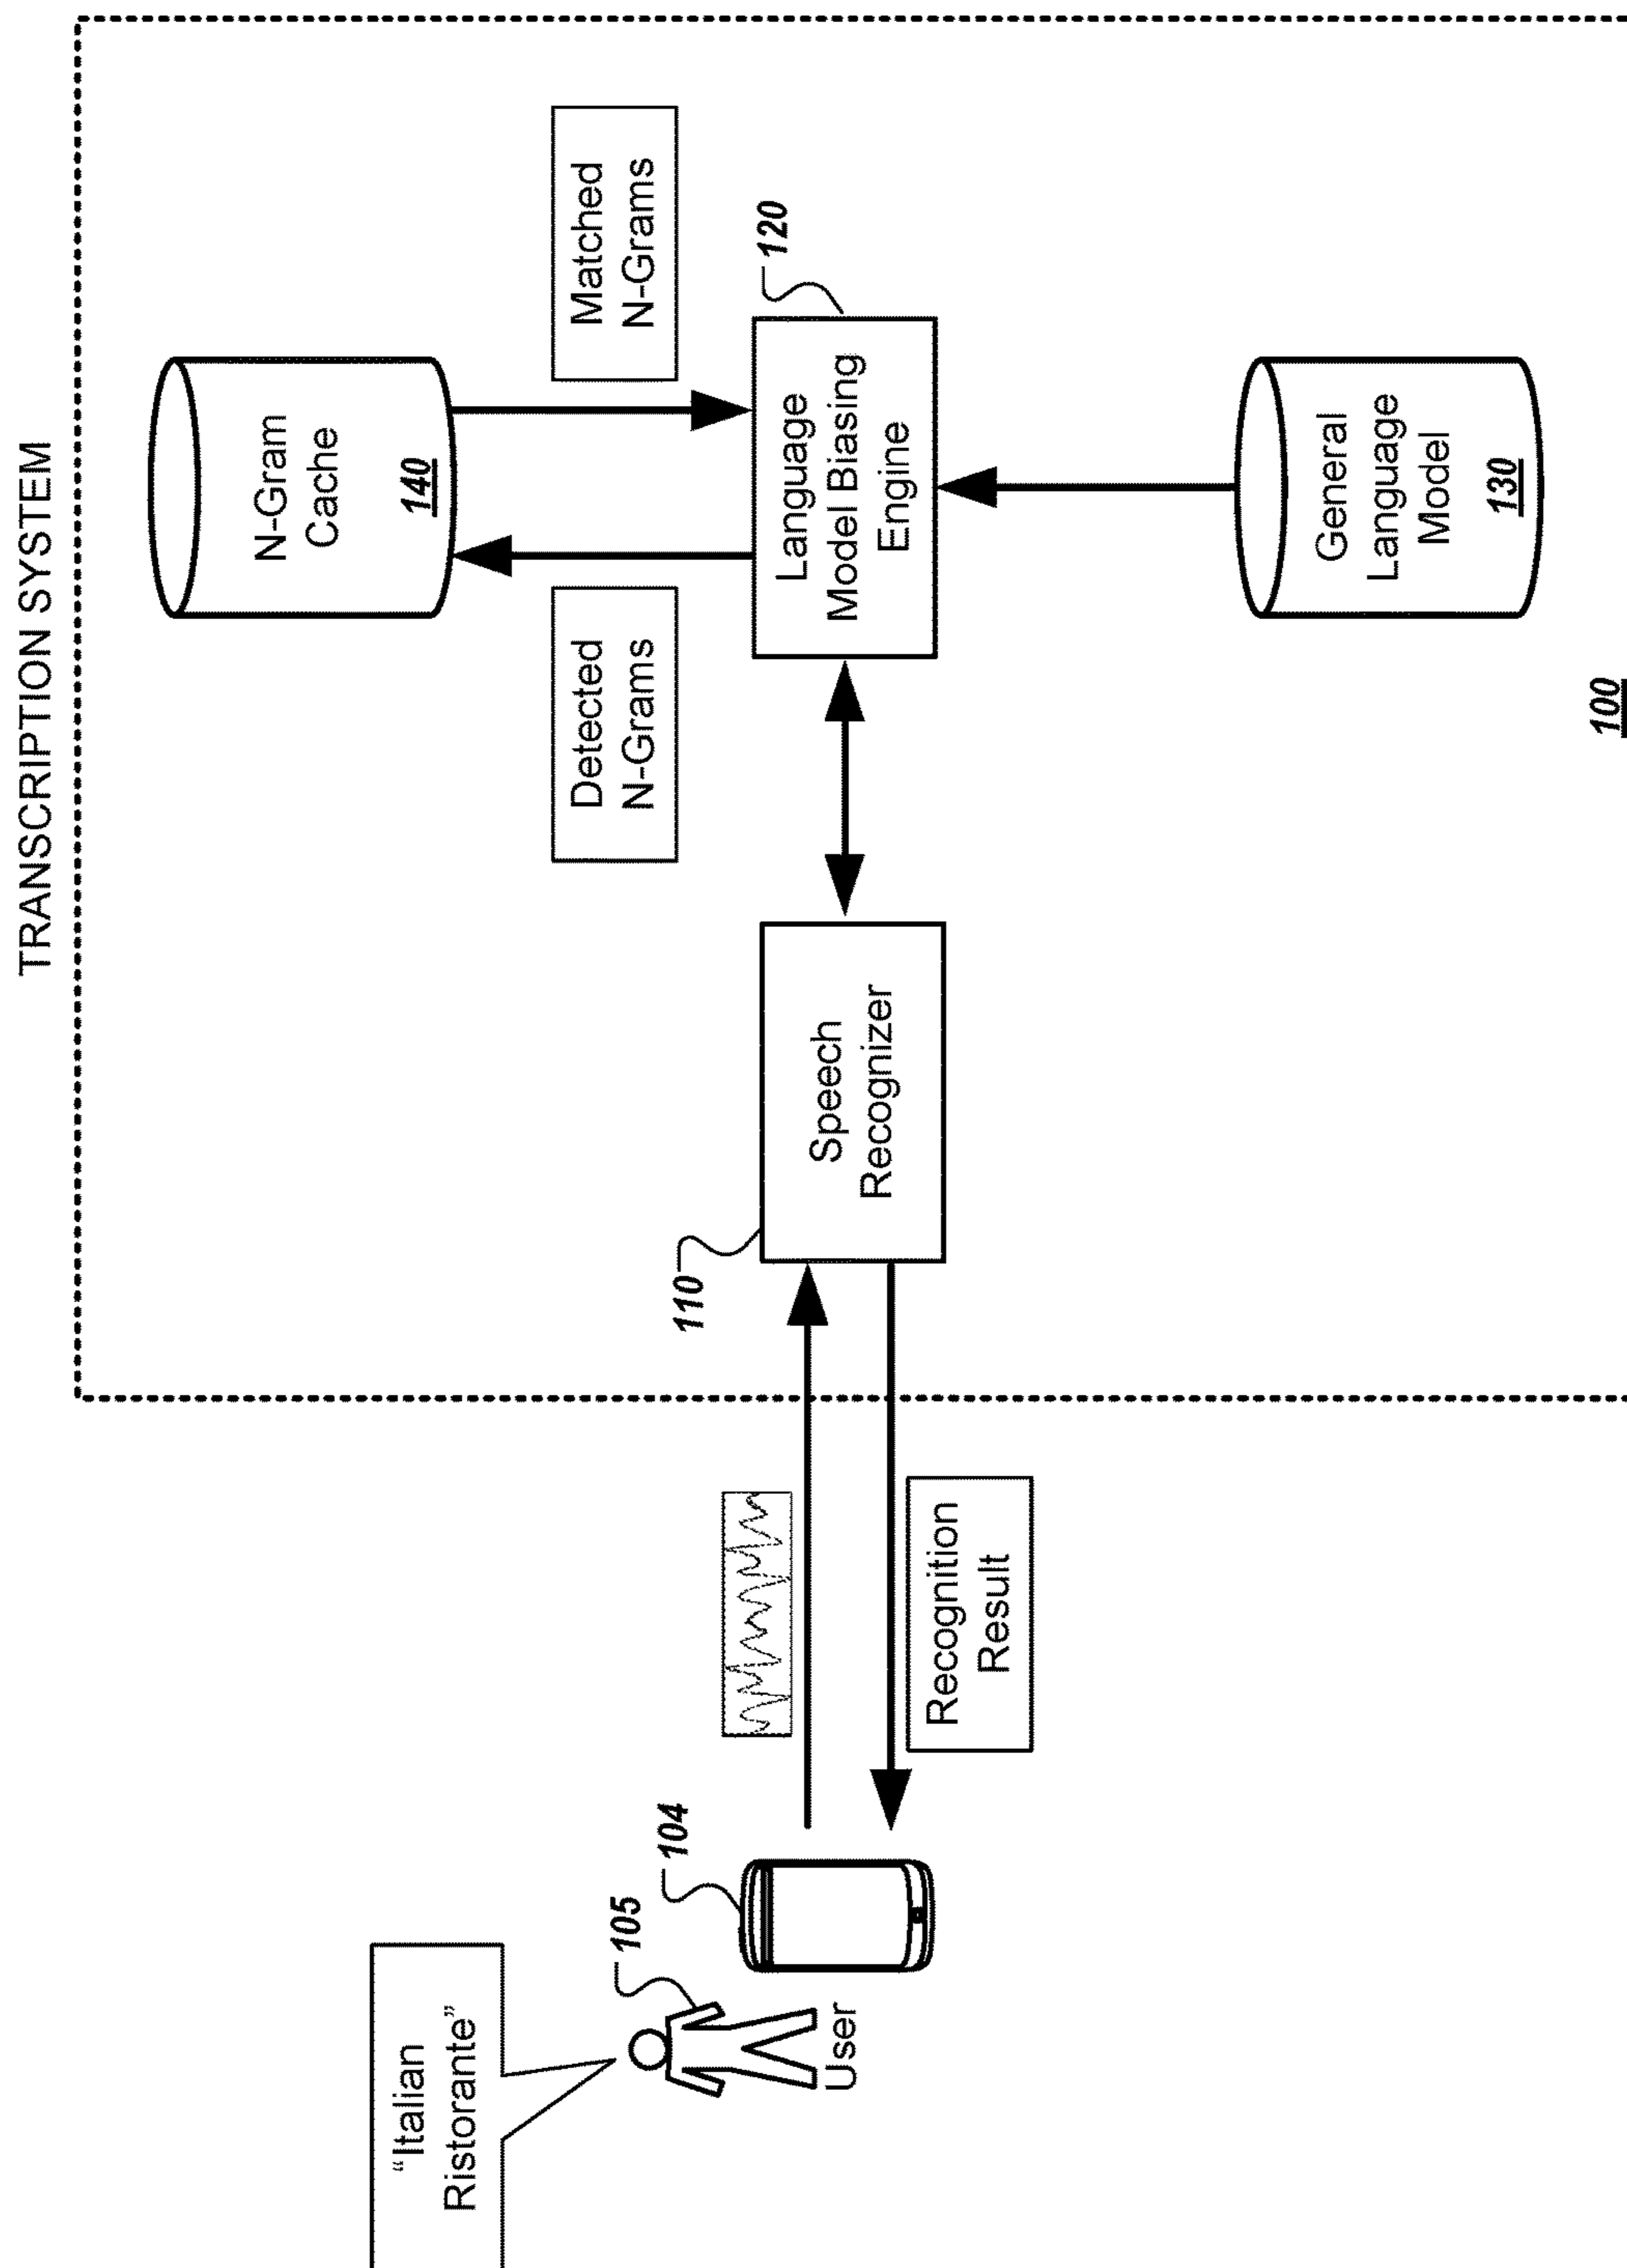 TRANSCRIPTION SYSTEM
"Italian
Ristorante"
User
105
104
Recognition
Result
110
Speech
Recognizer
Detected
N-Grams
Matched
N-Grams
N-Gram
Cache
140
Language
Model Biasing
Engine
120
General
Language
Model
130
100